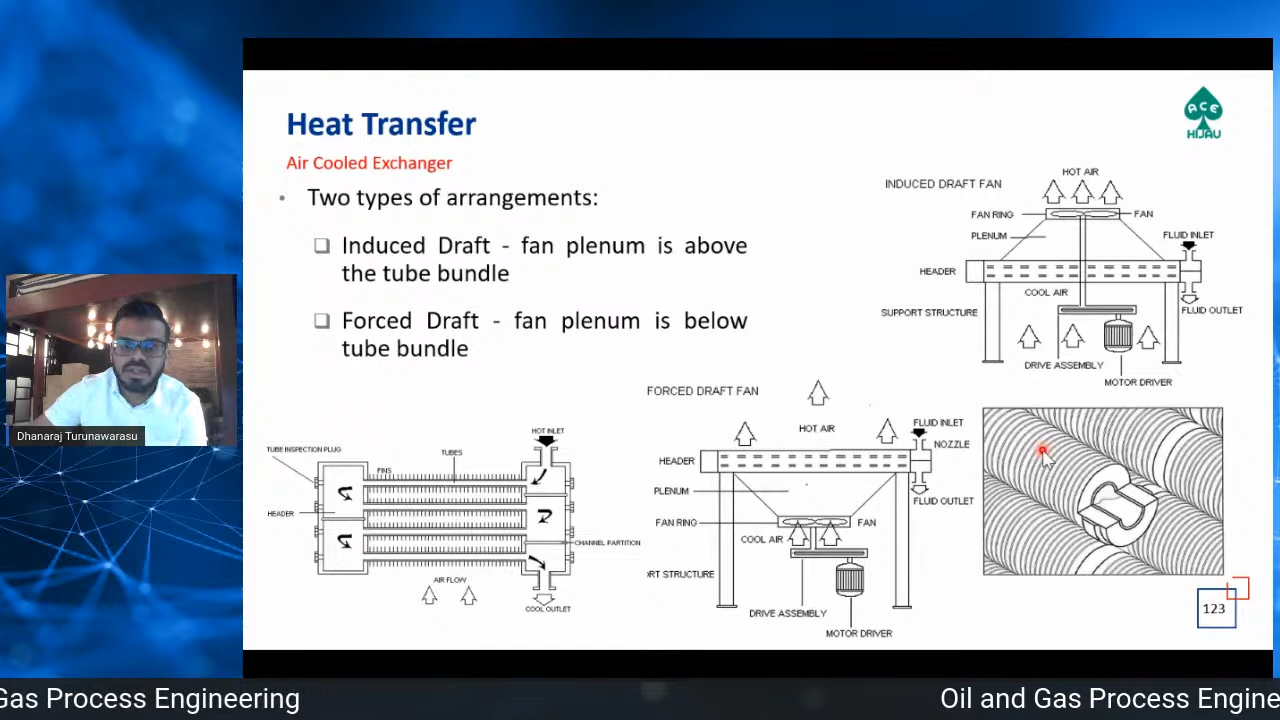 Heat Transfer
Air Cooled Exchanger
• Two types of arrangements:
Induced Draft - fan plenum is above
the tube bundle
Forced Draft - fan plenum is below
tube bundle
ACE
HIJAU
INDUCED DRAFT FAN
HOT AIR
FAN RING
FAN
PLENUM
FLUID INLET
HEADER
COOL AIR
SUPPORT STRUCTURE
FLUID OUTLET
DRIVE ASSEMBLY
MOTOR DRIVER
FORCED DRAFT FAN
HOT AIR
FLUID INLET
NOZZLE
HEADER
PLENUM
FLUID OUTLET
FAN RING
FAN
COOL AIR
RT STRUCTURE
DRIVE ASSEMBLY
MOTOR DRIVER
HOT INLET
TUBE INSPECTION PLUG
TUBES
FINS
HEADER
CHANNEL PARTITION
AIR FLOW
COOL OUTLET
123
Dhanaraj Turunawarasu
Gas Process Engineering
Oil and Gas Process Engine